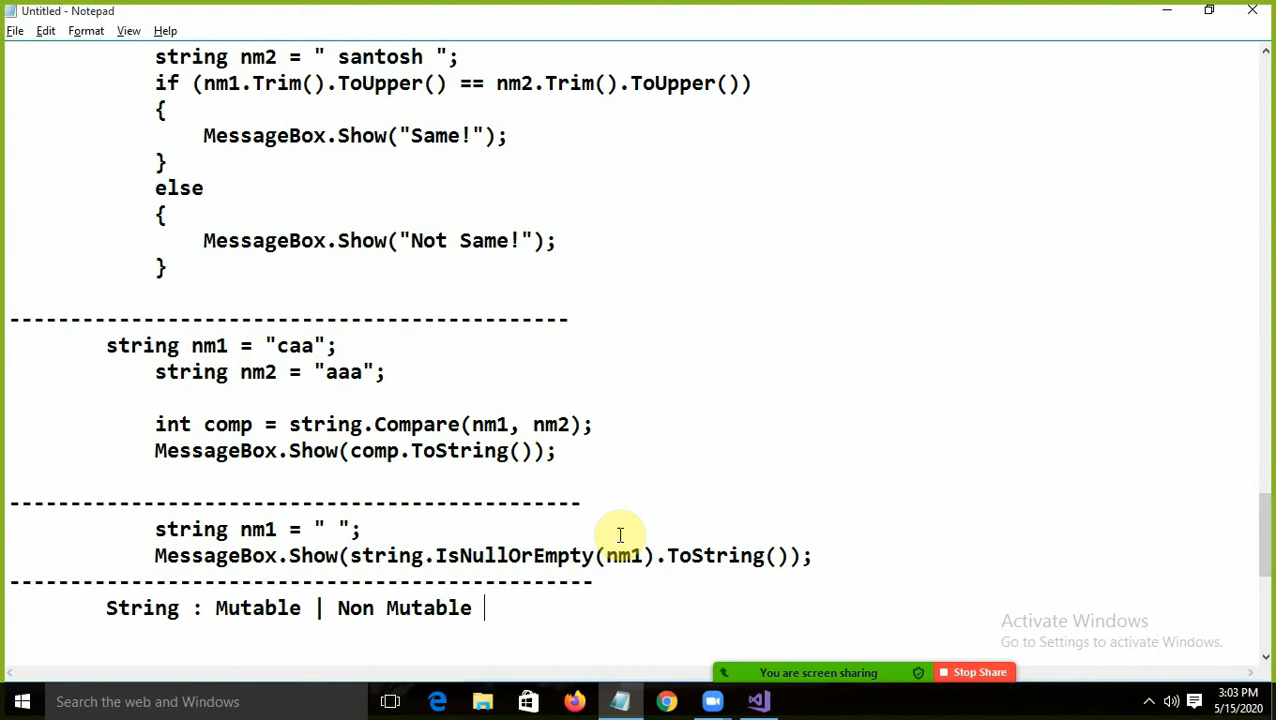 Untitled - Notepad
File Edit Format View Help
string nm2 = " santosh ";
if (nm1.Trim().ToUpper() == nm2.Trim().ToUpper())
{
MessageBox.Show("Same!");
}
else
{
MessageBox.Show("Not Same!");
}
----------------------------------------------
string nm1 = "caa";
string nm2 = "aaa";
int comp = string.Compare(nm1, nm2);
MessageBox.Show(comp.ToString());
-----------------------------------------------
string nm1 = " ";
MessageBox.Show(string.IsNullOrEmpty(nm1).ToString());
------------------------------------------------
String : Mutable | Non Mutable
Activate Windows
Go to Settings to activate Windows.
You are screen sharing Stop Share
Search the web and Windows
3:03 PM
5/15/2020